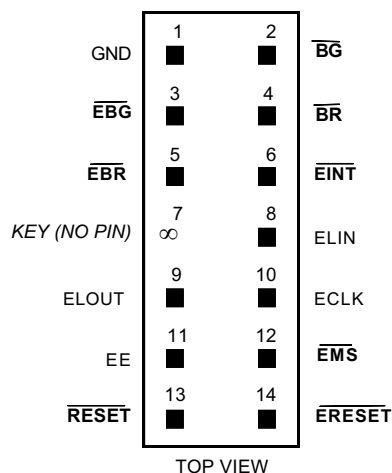 1 2
GND BG
3 4
EBG BR
5 6
EBR EINT
7 8
KEY (NO PIN) ∞ ELIN
9 10
ELOUT ECLK
11 12
EE EMS
13 14
RESET ERESET
TOP VIEW